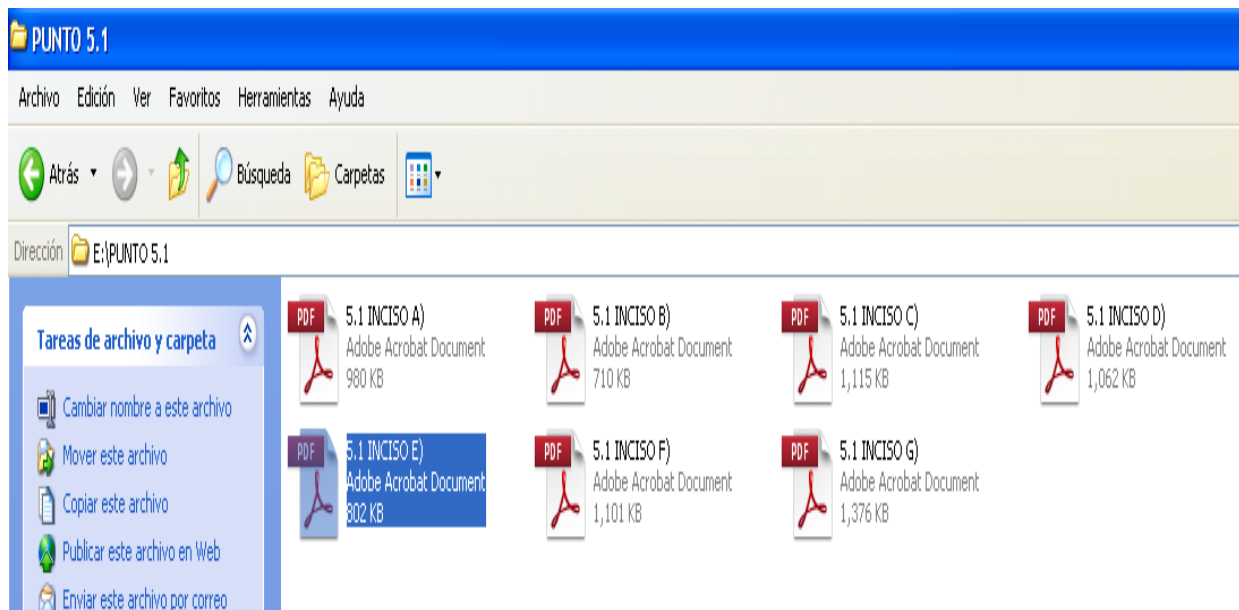 PUNTO 5.1
Archivo Edición Ver Favoritos Herramientas Ayuda
Atrás Búsqueda Carpetas
Dirección E:\PUNTO 5.1
Tareas de archivo y carpeta
Cambiar nombre a este archivo
Mover este archivo
Copiar este archivo
Publicar este archivo en Web
Enviar este archivo por correo
PDF 5.1 INCISO A)
Adobe Acrobat Document
980 KB
PDF 5.1 INCISO B)
Adobe Acrobat Document
710 KB
PDF 5.1 INCISO C)
Adobe Acrobat Document
1,115 KB
PDF 5.1 INCISO D)
Adobe Acrobat Document
1,062 KB
PDF 5.1 INCISO E)
Adobe Acrobat Document
802 KB
PDF 5.1 INCISO F)
Adobe Acrobat Document
1,101 KB
PDF 5.1 INCISO G)
Adobe Acrobat Document
1,376 KB